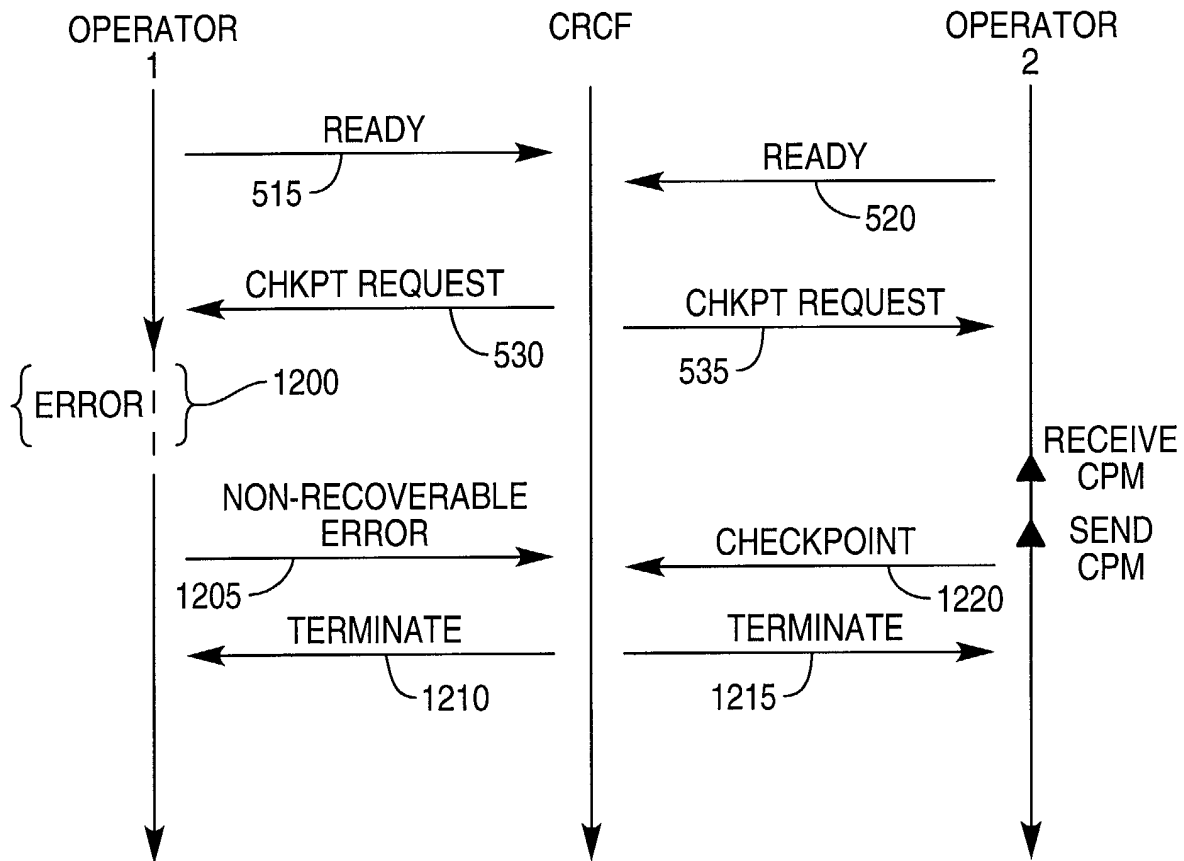 OPERATOR
1
CRCF
OPERATOR
2
READY
515
READY
520
CHKPT REQUEST
530
CHKPT REQUEST
535
{ERROR }
1200
RECEIVE
CPM
NON-RECOVERABLE
ERROR
1205
SEND
CPM
CHECKPOINT
1220
TERMINATE
1210
TERMINATE
1215